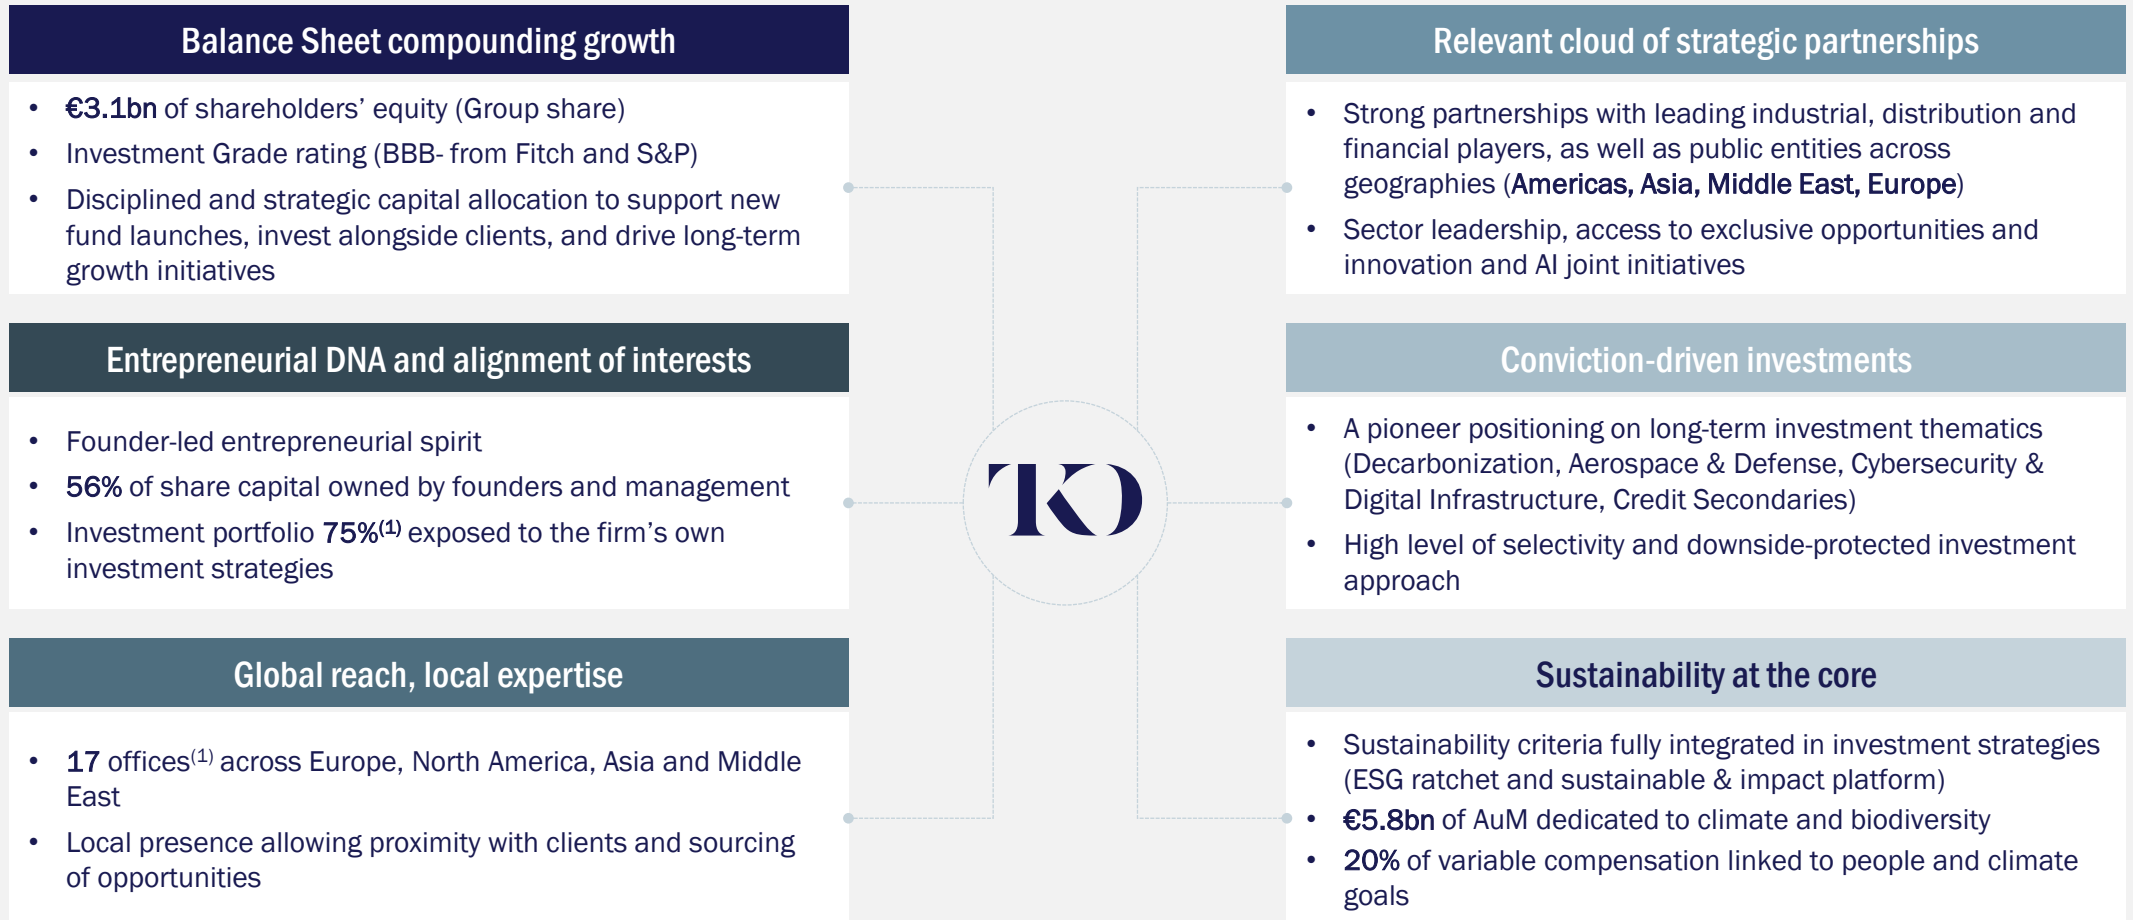 Balance Sheet compounding growth
• €3.1bn of shareholders’ equity (Group share)
• Investment Grade rating (BBB- from Fitch and S&P)
• Disciplined and strategic capital allocation to support new
fund launches, invest alongside clients, and drive long-term
growth initiatives
Entrepreneurial DNA and alignment of interests
• Founder-led entrepreneurial spirit
• 56% of share capital owned by founders and management
• Investment portfolio 75%(1) exposed to the firm’s own
investment strategies
Global reach, local expertise
• 17 offices(1) across Europe, North America, Asia and Middle
East
• Local presence allowing proximity with clients and sourcing
of opportunities
TKO
Relevant cloud of strategic partnerships
• Strong partnerships with leading industrial, distribution and
financial players, as well as public entities across
geographies (Americas, Asia, Middle East, Europe)
• Sector leadership, access to exclusive opportunities and
innovation and AI joint initiatives
Conviction-driven investments
• A pioneer positioning on long-term investment thematics
(Decarbonization, Aerospace & Defense, Cybersecurity &
Digital Infrastructure, Credit Secondaries)
• High level of selectivity and downside-protected investment
approach
Sustainability at the core
• Sustainability criteria fully integrated in investment strategies
(ESG ratchet and sustainable & impact platform)
• €5.8bn of AuM dedicated to climate and biodiversity
• 20% of variable compensation linked to people and climate
goals